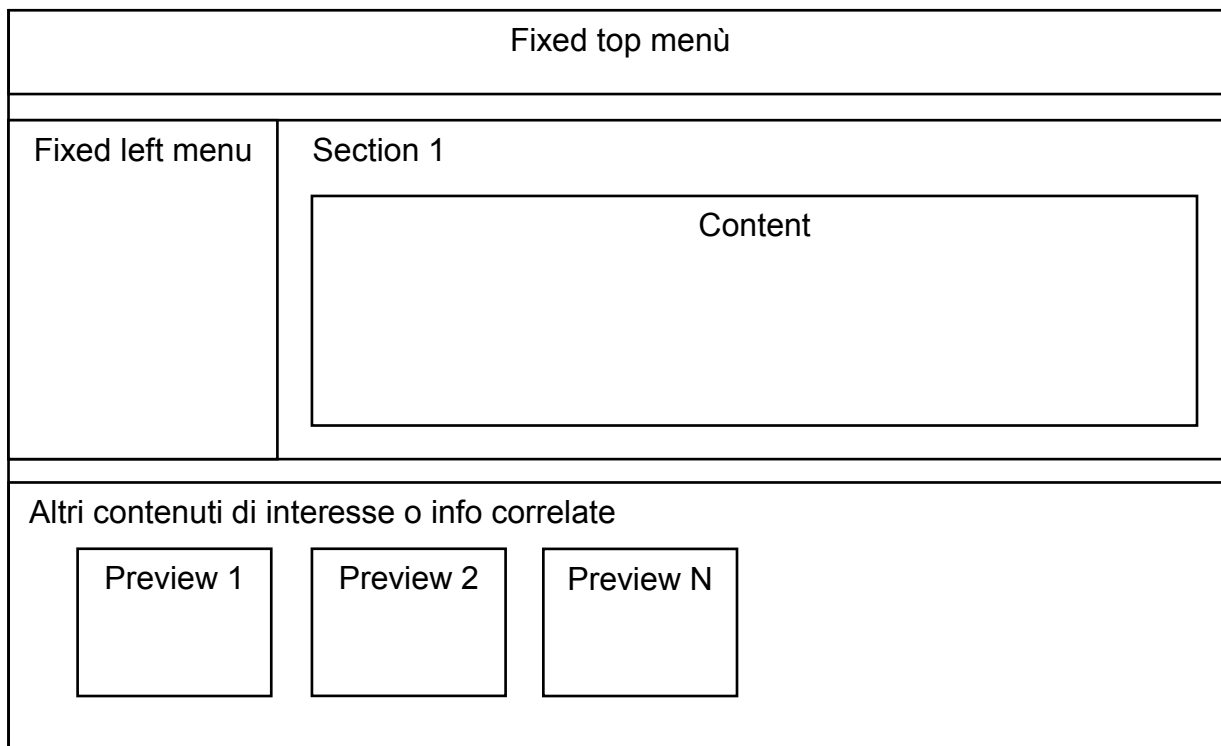 Fixed top menù
Fixed left menu
Section 1
Content
Altri contenuti di interesse o info correlate
Preview 1
Preview 2
Preview N